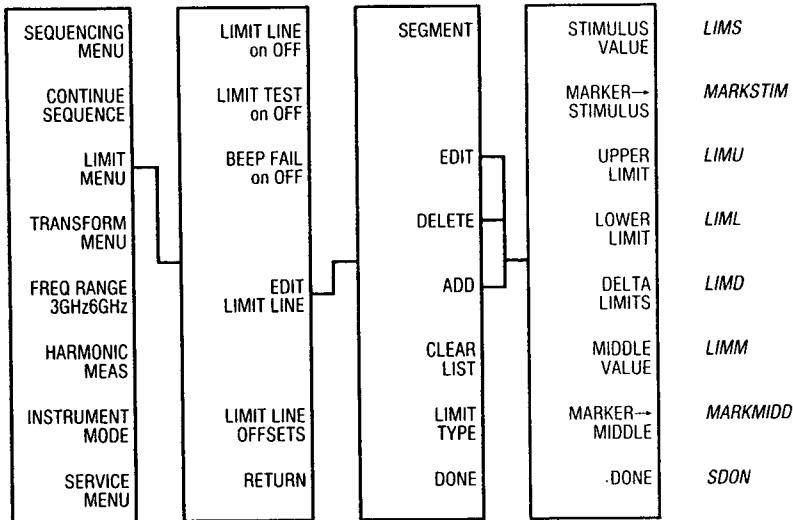 SEQUENCING
MENU
CONTINUE
SEQUENCE
LIMIT
MENU
TRANSFORM
MENU
FREQ RANGE
3GHz6GHz
HARMONIC
MEAS
INSTRUMENT
MODE
SERVICE
MENU
LIMIT LINE
on OFF
LIMIT TEST
on OFF
BEEP FAIL
on OFF
EDIT
LIMIT LINE
LIMIT LINE
OFFSETS
RETURN
SEGMENT
EDIT
DELETE
ADD
CLEAR
LIST
LIMIT
TYPE
DONE
STIMULUS
VALUE
MARKER→
STIMULUS
UPPER
LIMIT
LOWER
LIMIT
DELTA
LIMITS
MIDDLE
VALUE
MARKER→
MIDDLE
DONE
LIMS
MARKSTIM
LIMU
LIML
LIMD
LIMM
MARKMIDD
SDON